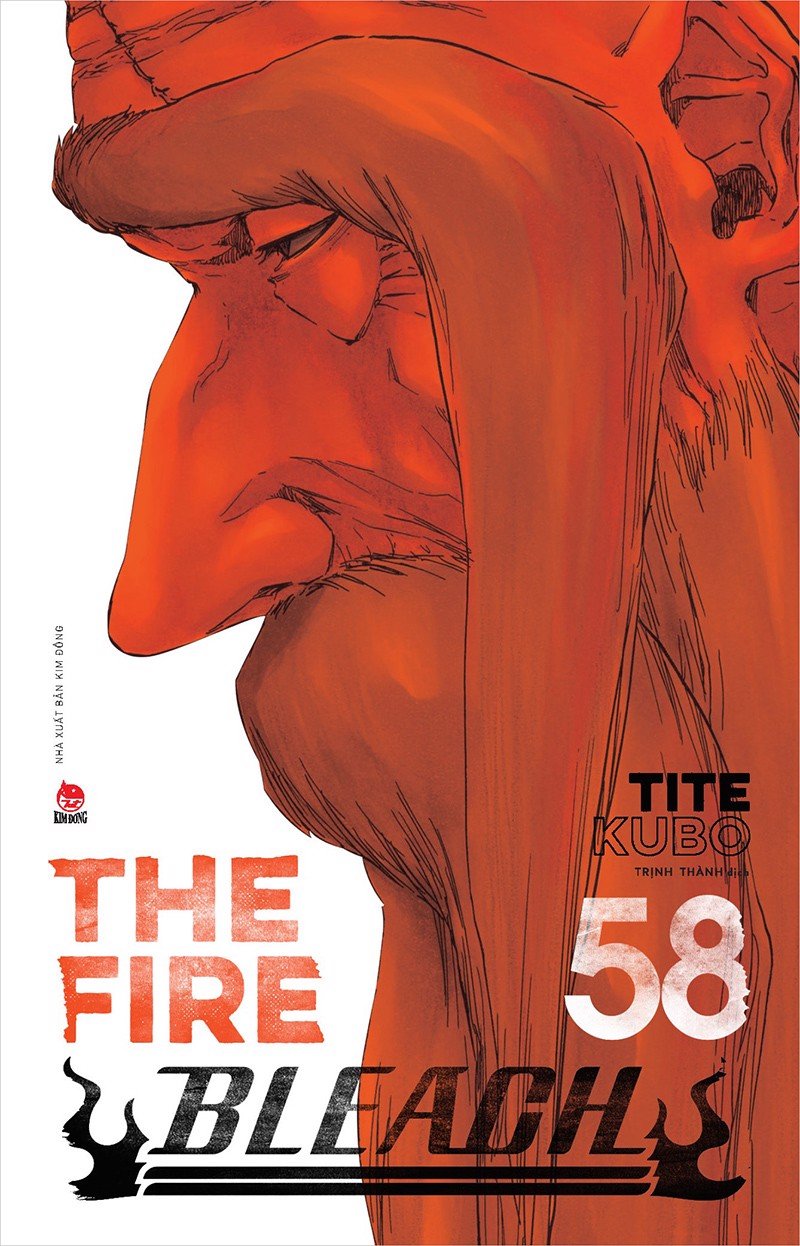 NHÀ XUẤT BẢN KIM ĐỒNG
KIM ĐỒNG
TITE
KUBO
TRỊNH THÀNH dịch
THE
FIRE
58
BLEACH